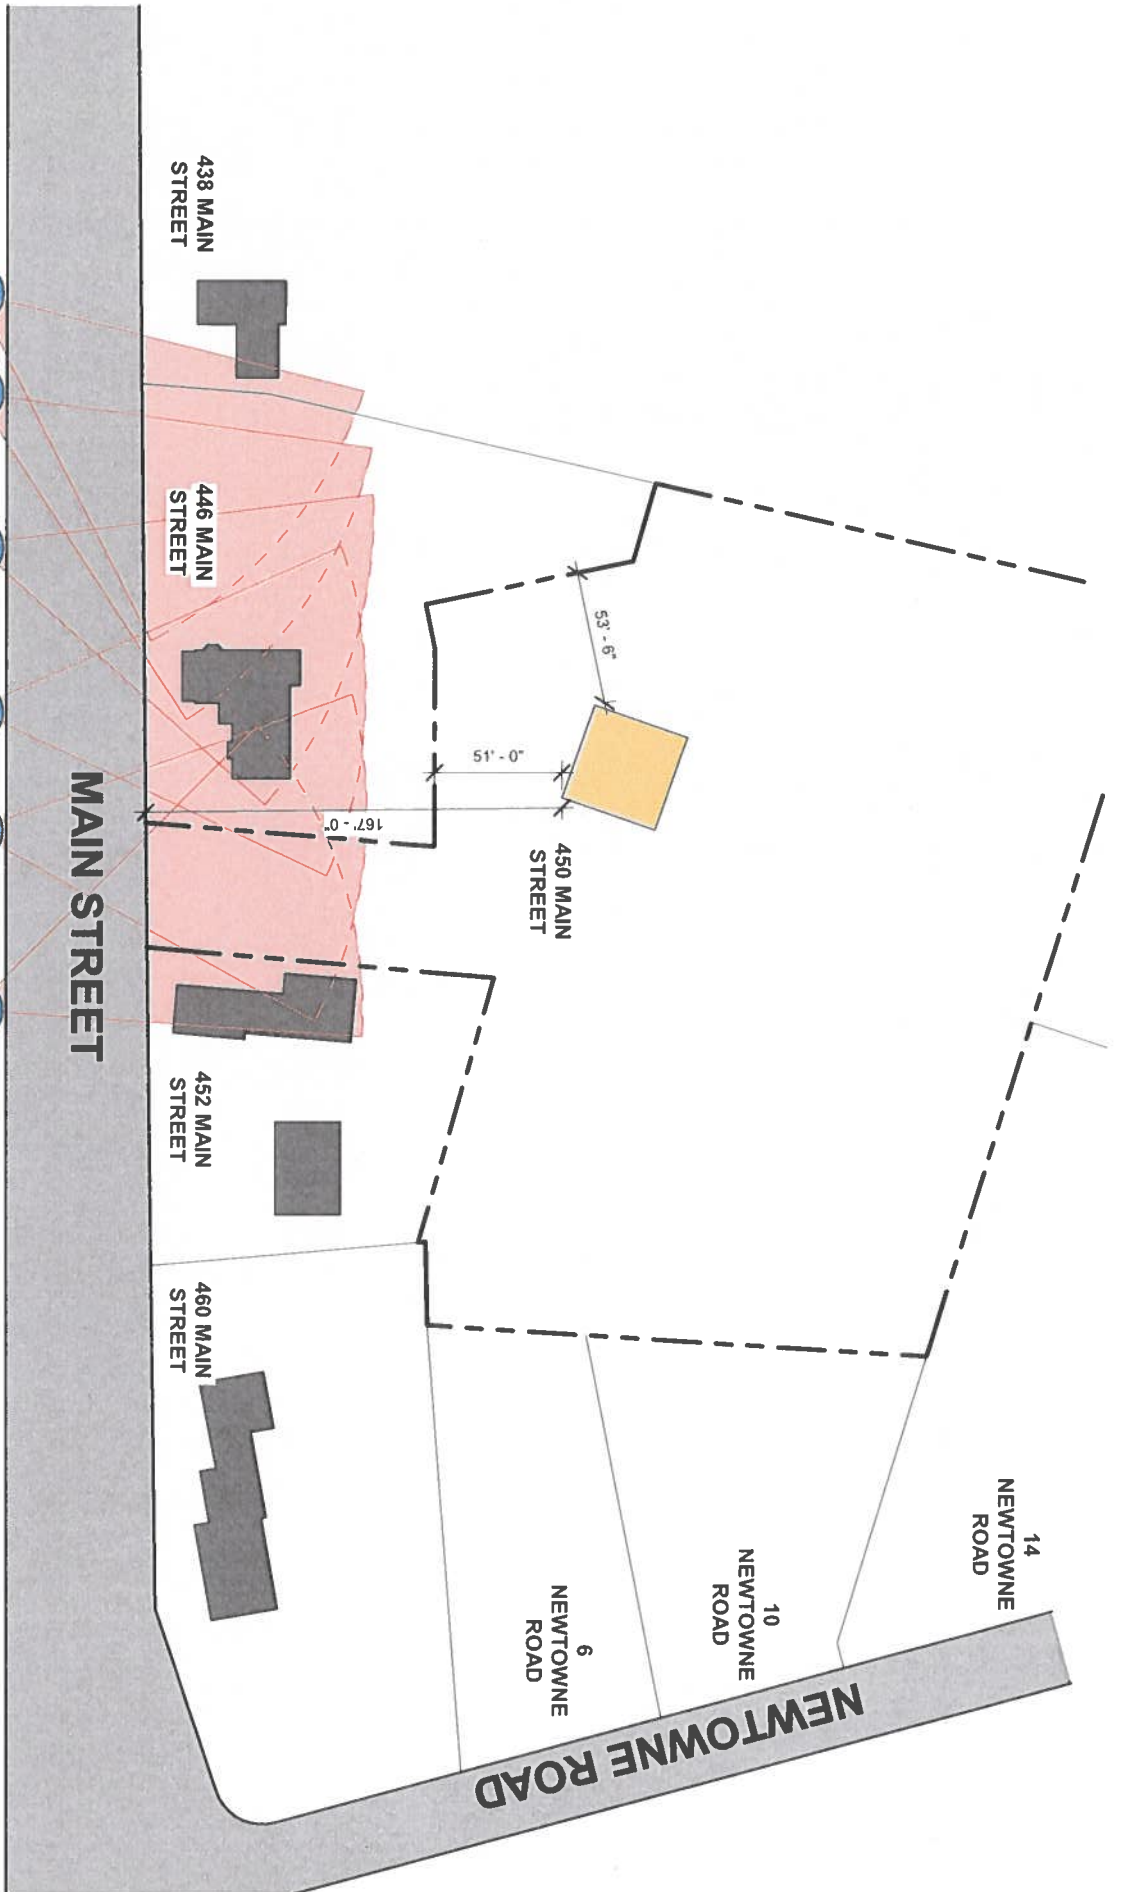 438 MAIN
STREET
446 MAIN
STREET
53' - 6"
51' - 0"
167' - 0"
450 MAIN
STREET
MAIN STREET
452 MAIN
STREET
460 MAIN
STREET
14
NEWTOWNE
ROAD
10
NEWTOWNE
ROAD
6
NEWTOWNE
ROAD
NEWTOWNE ROAD